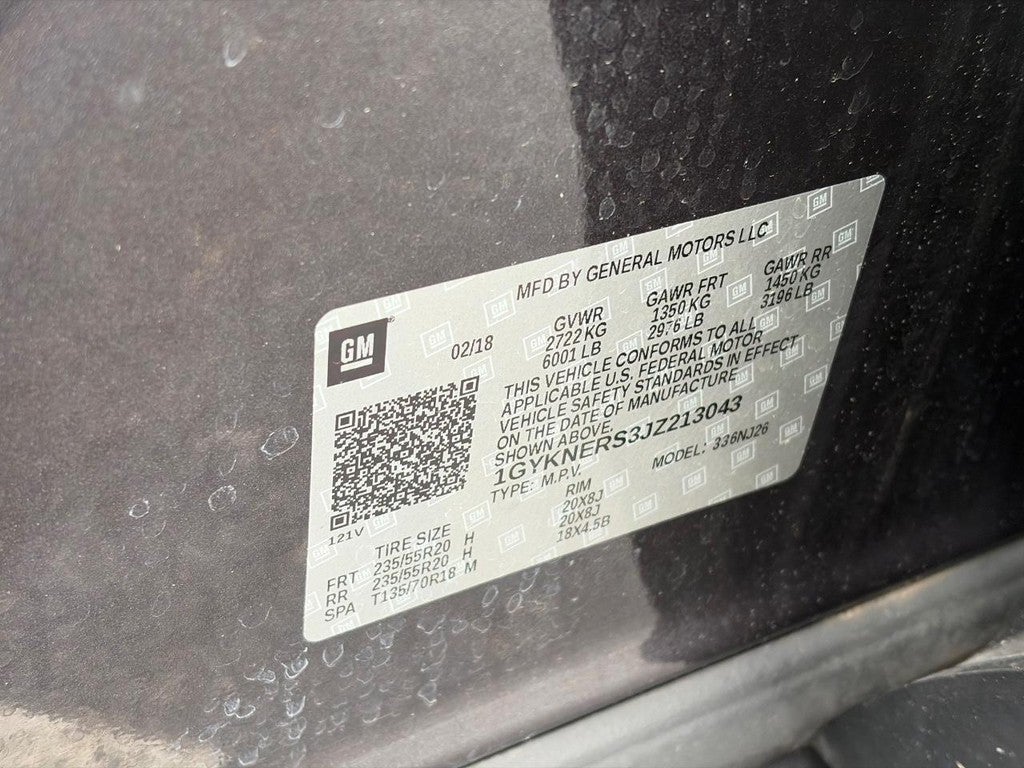 MFD BY GENERAL MOTORS LLC
GM
02/18
GVWR GAWR FRT GAWR RR
2722 KG 1350 KG 1450 KG
6001 LB 2976 LB 3196 LB
THIS VEHICLE CONFORMS TO ALL
APPLICABLE U.S. FEDERAL MOTOR
VEHICLE SAFETY STANDARDS IN EFFECT
ON THE DATE OF MANUFACTURE
SHOWN ABOVE.
1GYKNERS3JZ213043
TYPE: M.P.V. MODEL: 336NJ26
121V
TIRE SIZE RIM
FRT 235/55R20 H 20X8J
RR 235/55R20 H 20X8J
SPA T135/70R18 M 18X4.5B